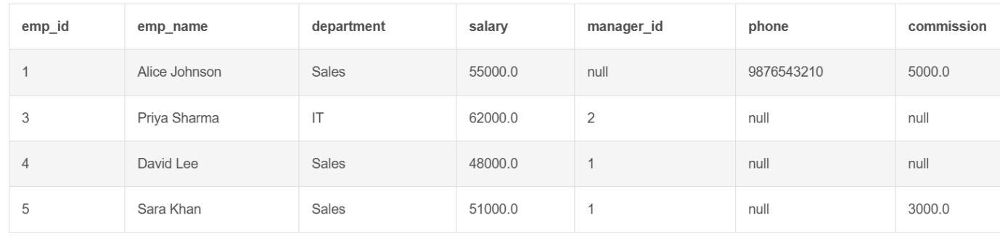 emp_id emp_name department salary manager_id phone commission
1 Alice Johnson Sales 55000.0 null 9876543210 5000.0
3 Priya Sharma IT 62000.0 2 null null
4 David Lee Sales 48000.0 1 null null
5 Sara Khan Sales 51000.0 1 null 3000.0